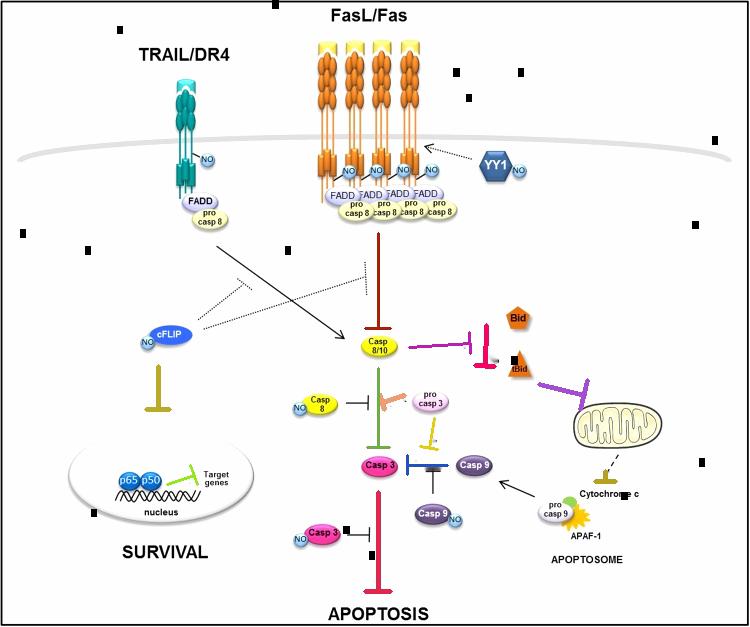 FasL/Fas
TRAIL/DR4
NO
YY1
NO
NO
NO
NO
NO
FADD
pro
casp 8
FADD
FADD
FADD
FADD
pro
casp 8
pro
casp 8
pro
casp 8
pro
casp 8
Bid
cFLIP
NO
Casp
8/10
tBid
NO
Casp
8
pro
casp 3
Casp 3
Casp 9
p65
p50
Target
genes
nucleus
Cytochrome c
pro
casp 9
Casp 9
NO
NO
Casp 3
APAF-1
SURVIVAL
APOPTOSOME
APOPTOSIS